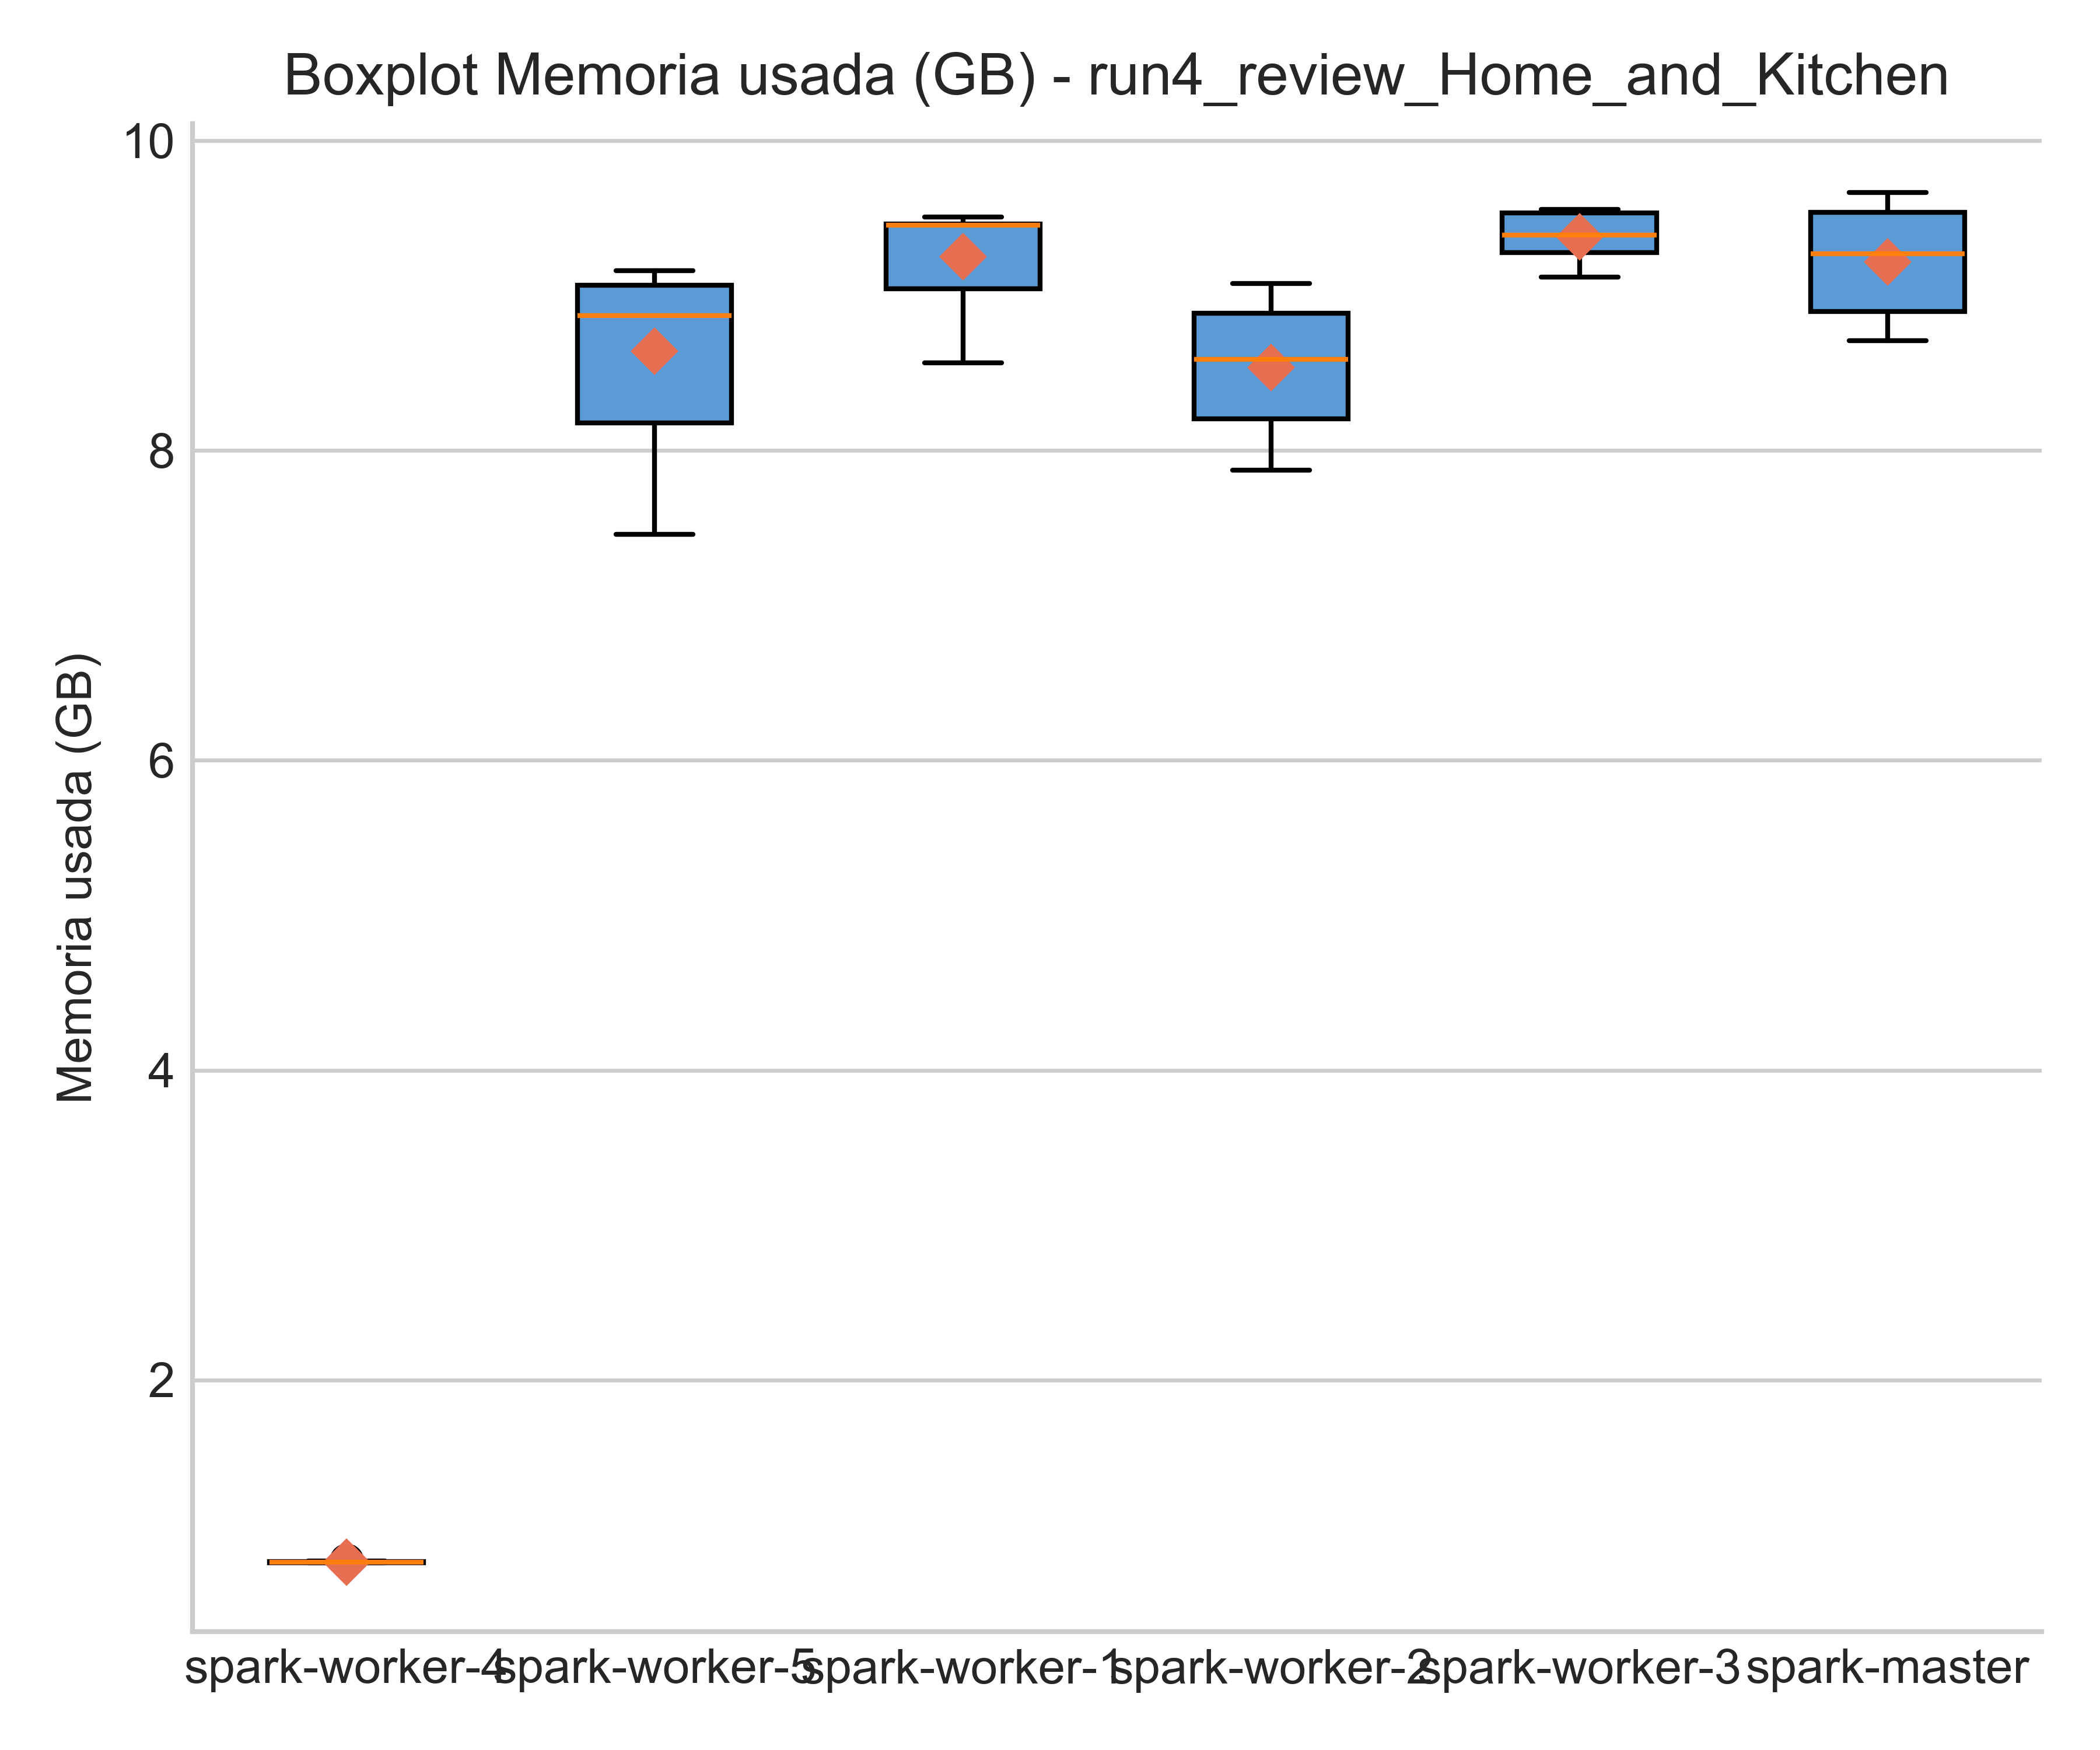 Boxplot Memoria usada (GB) - run4_review_Home_and_Kitchen
Memoria usada (GB)
10
8
6
4
2
spark-worker-4 spark-worker-5 spark-worker-1 spark-worker-2 spark-worker-3 spark-master